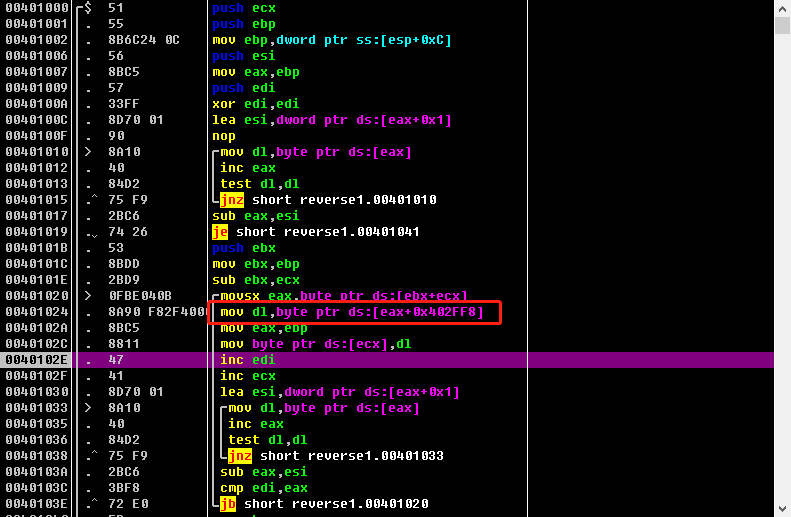 00401000 $ 51 push ecx
00401001 . 55 push ebp
00401002 . 8B6C24 0C mov ebp,dword ptr ss:[esp+0xC]
00401006 . 56 push esi
00401007 . 8BC5 mov eax,ebp
00401009 . 57 push edi
0040100A . 33FF xor edi,edi
0040100C . 8D70 01 lea esi,dword ptr ds:[eax+0x1]
0040100F . 90 nop
00401010 > 8A10 mov dl,byte ptr ds:[eax]
00401012 . 40 inc eax
00401013 . 84D2 test dl,dl
00401015 .^ 75 F9 jnz short reverse1.00401010
00401017 . 2BC6 sub eax,esi
00401019 .v 74 26 je short reverse1.00401041
0040101B . 53 push ebx
0040101C . 8BDD mov ebx,ebp
0040101E . 2BD9 sub ebx,ecx
00401020 > 0FBE040B movsx eax,byte ptr ds:[ebx+ecx]
00401024 . 8A90 F82F400 mov dl,byte ptr ds:[eax+0x402FF8]
0040102A . 8BC5 mov eax,ebp
0040102C . 8811 mov byte ptr ds:[ecx],dl
0040102E . 47 inc edi
0040102F . 41 inc ecx
00401030 . 8D70 01 lea esi,dword ptr ds:[eax+0x1]
00401033 > 8A10 mov dl,byte ptr ds:[eax]
00401035 . 40 inc eax
00401036 . 84D2 test dl,dl
00401038 .^ 75 F9 jnz short reverse1.00401033
0040103A . 2BC6 sub eax,esi
0040103C . 3BF8 cmp edi,eax
0040103E .^ 72 E0 jb short reverse1.00401020